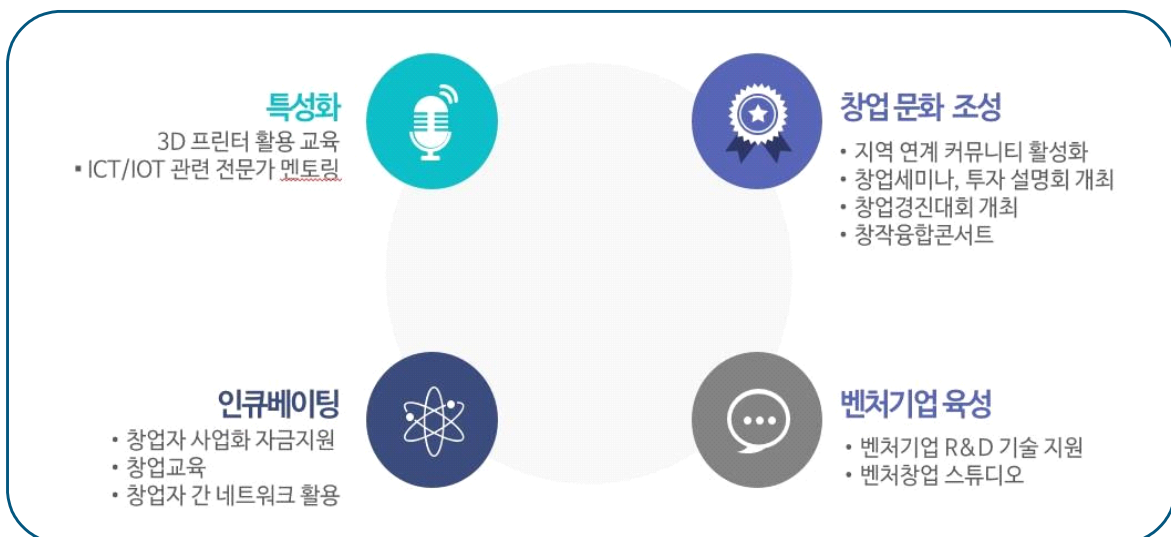 특성화
3D 프린터 활용 교육
▪ ICT/IOT 관련 전문가 멘토링
창업 문화 조성
• 지역 연계 커뮤니티 활성화
• 창업세미나, 투자 설명회 개최
• 창업경진대회 개최
• 창작융합콘서트
인큐베이팅
• 창업자 사업화 자금지원
• 창업교육
• 창업자 간 네트워크 활용
벤처기업 육성
• 벤처기업 R&D 기술 지원
• 벤처창업 스튜디오